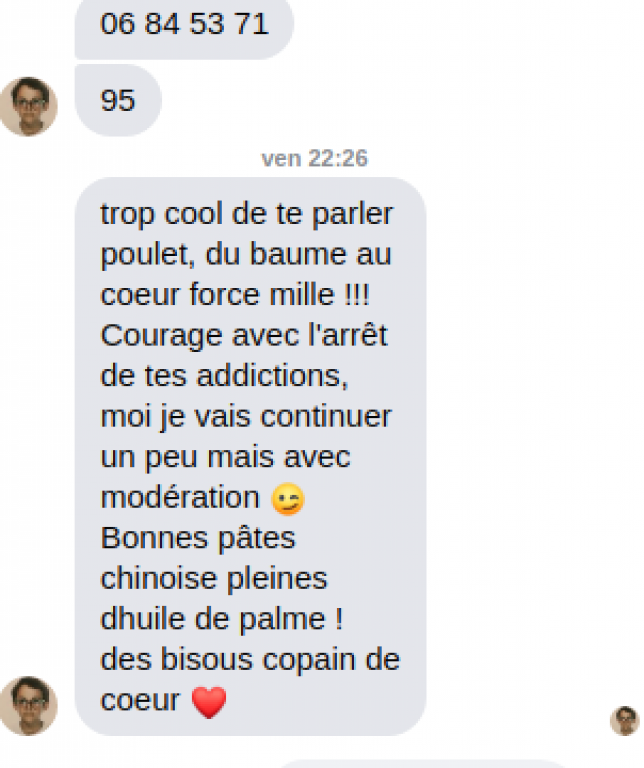 06 84 53 71
95
ven 22:26
trop cool de te parler
poulet, du baume au
coeur force mille !!!
Courage avec l'arrêt
de tes addictions,
moi je vais continuer
un peu mais avec
modération 😉
Bonnes pâtes
chinoise pleines
dhuile de palme !
des bisous copain de
coeur ❤️